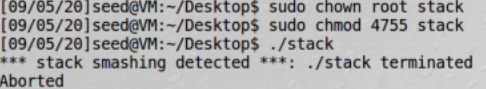 [09/05/20]seed@VM:~/Desktop$ sudo chown root stack
[09/05/20]seed@VM:~/Desktop$ sudo chmod 4755 stack
[09/05/20]seed@VM:~/Desktop$ ./stack
*** stack smashing detected ***: ./stack terminated
Aborted